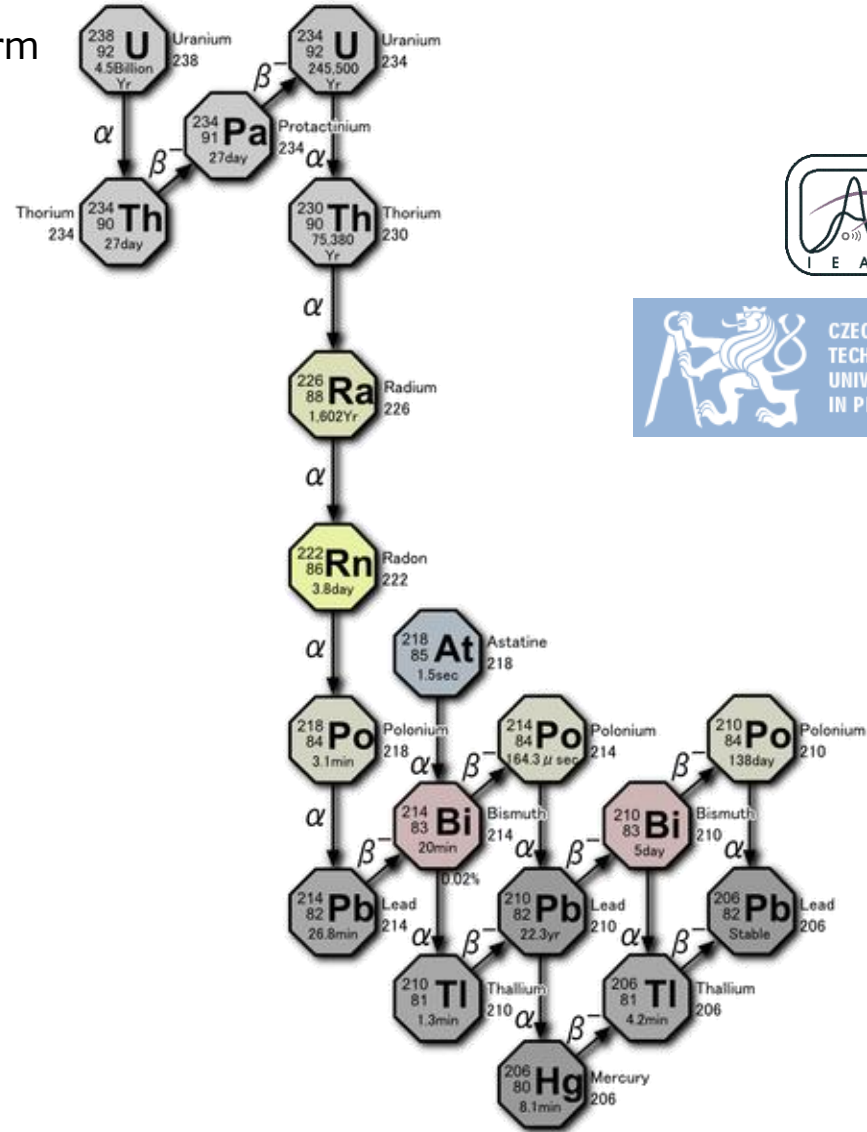 rm
238
92 U
4.5Billion
Yr
Uranium
238
α
234
90 Th
27day
Thorium
234
β−
234
91 Pa
27day
Protactinium
234
β−
234
92 U
245,500
Yr
Uranium
234
α
230
90 Th
75,380
Yr
Thorium
230
α
226
88 Ra
1,602Yr
Radium
226
α
222
86 Rn
3.8day
Radon
222
α
218
84 Po
3.1min
Polonium
218
α
214
82 Pb
26.8min
Lead
214
β−
218
85 At
1.5sec
Astatine
218
α
214
83 Bi
20min
Bismuth
214
0.02%
β−
214
84 Po
164.3 μ sec
Polonium
214
α
α
210
81 Tl
1.3min
Thallium
210
β−
210
82 Pb
22.3yr
Lead
210
β−
210
83 Bi
5day
Bismuth
210
β−
210
84 Po
138day
Polonium
210
α
α
206
80 Hg
8.1min
Mercury
206
β−
α
206
81 Tl
4.2min
Thallium
206
β−
206
82 Pb
Stable
Lead
206
I E A
CZEC
TECH
UNIV
IN P